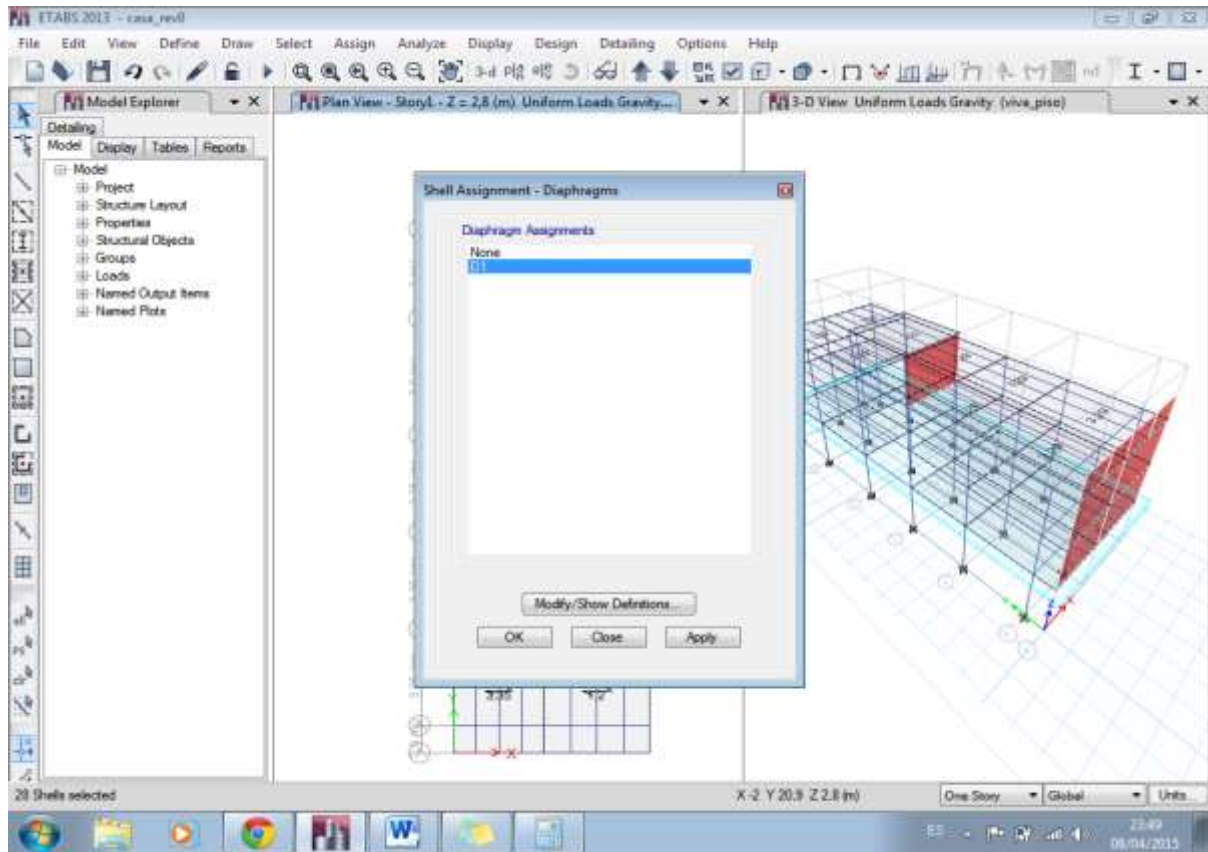 ETABS 2013 - casa_rev0
File Edit View Define Draw Select Assign Analyze Display Design Detailing Options Help
3-d
Model Explorer
Plan View - Story1 - Z = 2,8 (m) Uniform Loads Gravity...
3-D View Uniform Loads Gravity (viva_piso)
Detailing
Model Display Tables Reports
Model
Project
Structure Layout
Properties
Structural Objects
Groups
Loads
Named Output Items
Named Plots
Shell Assignment - Diaphragms
Diaphragm Assignments
None
D1
Modify/Show Definitions...
OK Close Apply
X
28 Shells selected
X -2 Y 20,9 Z 2,8 (m)
One Story Global Units...
ES
23:49
08/04/2015